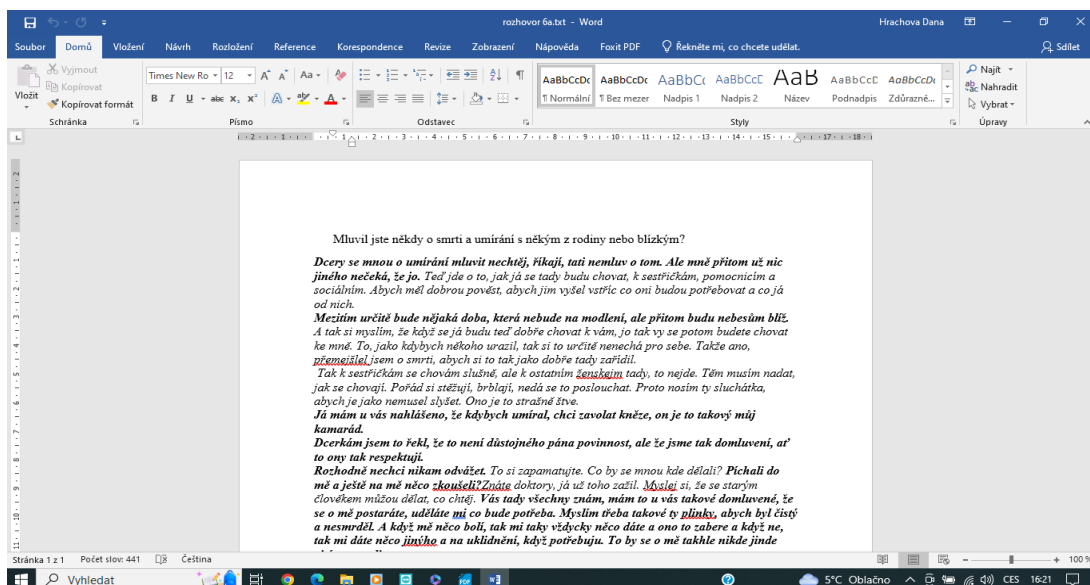 rozhovor 6a.txt - Word
Hrachova Dana
Soubor Domů Vložení Návrh Rozložení Reference Korespondence Revize Zobrazení Nápověda Foxit PDF Řekněte mi, co chcete udělat. Sdílet
Vložit
Vyjmout
Kopírovat
Kopírovat formát
Schránka
Times New Ro 12
Písmo
Odstavec
AaBbCcDc AaBbCcDc AaBbCc AaBbCcE AaB AaBbCcD AaBbCcDc
¶ Normální ¶ Bez mezer Nadpis 1 Nadpis 2 Název Podnadpis Zdůrazně...
Styly
Najít
Nahradit
Vybrat
Úpravy
Mluvil jste někdy o smrti a umírání s někým z rodiny nebo blízkým?
Dcery se mnou o umírání mluvit nechtěj, říkají, tati nemluv o tom. Ale mně přitom už nic
jiného nečeká, že jo. Teď jde o to, jak já se tady budu chovat, k sestřičkám, pomocnicím a
sociálním. Abych měl dobrou pověst, abych jim vyšel vstříc co oni budou potřebovat a co já
od nich.
Mezitím určitě bude nějaká doba, která nebude na modlení, ale přitom budu nebesům blíž.
A tak si myslím, že když se já budu teď dobře chovat k vám, jo tak vy se potom budete chovat
ke mně. To, jako kdybych někoho urazil, tak si to určitě nenechá pro sebe. Takže ano,
přemejšlel jsem o smrti, abych si to tak jako dobře tady zařídil.
Tak k sestřičkám se chovám slušně, ale k ostatním ženskejm tady, to nejde. Těm musím nadat,
jak se chovají. Pořád si stěžují, brblají, nedá se to poslouchat. Proto nosím ty sluchátka,
abych je jako nemusel slyšet. Ono je to strašně štve.
Já mám u vás nahlášeno, že kdybych umíral, chci zavolat kněze, on je to takový můj
kamarád.
Dcerkám jsem to řekl, že to není důstojného pána povinnost, ale že jsme tak domluvení, ať
to ony tak respektují.
Rozhodně nechci nikam odvážet. To si zapamatujte. Co by se mnou kde dělali? Píchali do
mě a ještě na mě něco zkoušeli?Znáte doktory, já už toho zažil. Myslej si, že se starým
člověkem můžou dělat, co chtěj. Vás tady všechny znám, mám to u vás takové domluvené, že
se o mě postaráte, uděláte mi co bude potřeba. Myslím třeba takové ty plínky, abych byl čistý
a nesmrděl. A když mě něco bolí, tak mi taky vždycky něco dáte a ono to zabere a když ne,
tak mi dáte něco jinýho a na uklidnění, když potřebuju. To by se o mě takhle nikde jinde
Stránka 1 z 1 Počet slov: 441 Čeština 100 %
Vyhledat
5°C Oblačno CES 16:21